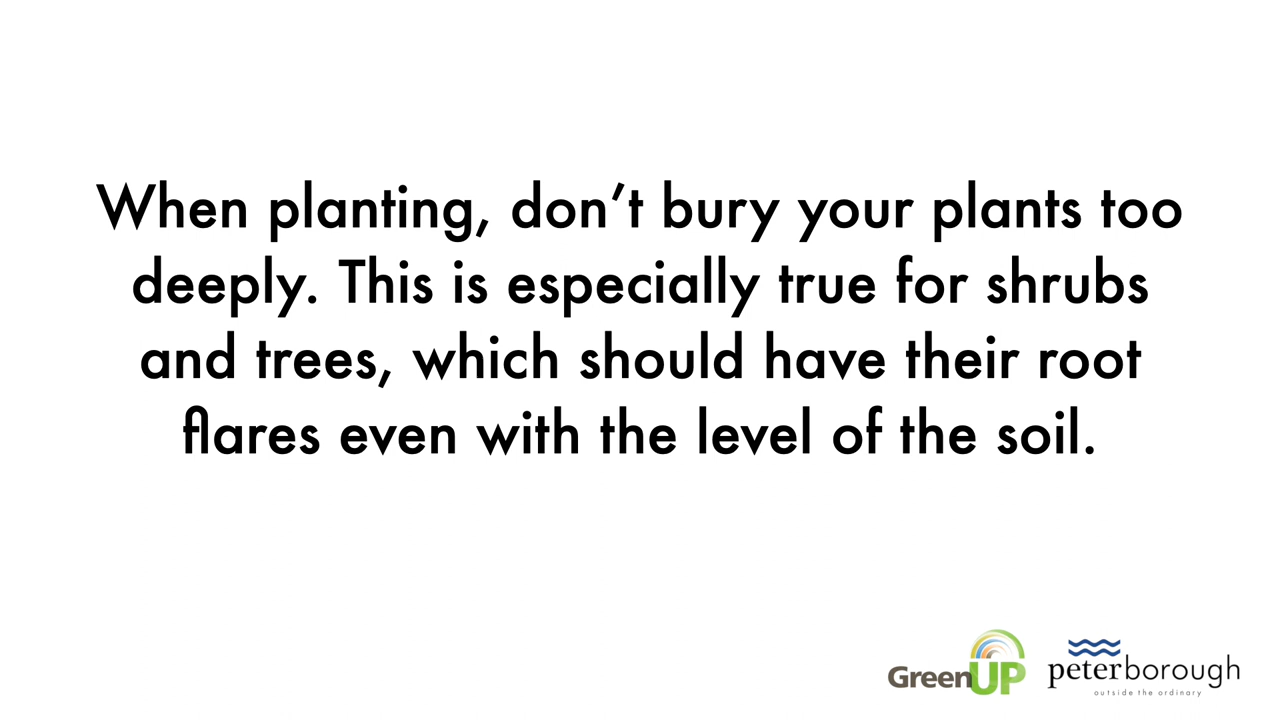 When planting, don’t bury your plants too
deeply. This is especially true for shrubs
and trees, which should have their root
flares even with the level of the soil.
GreenUP
peterborough
outside the ordinary